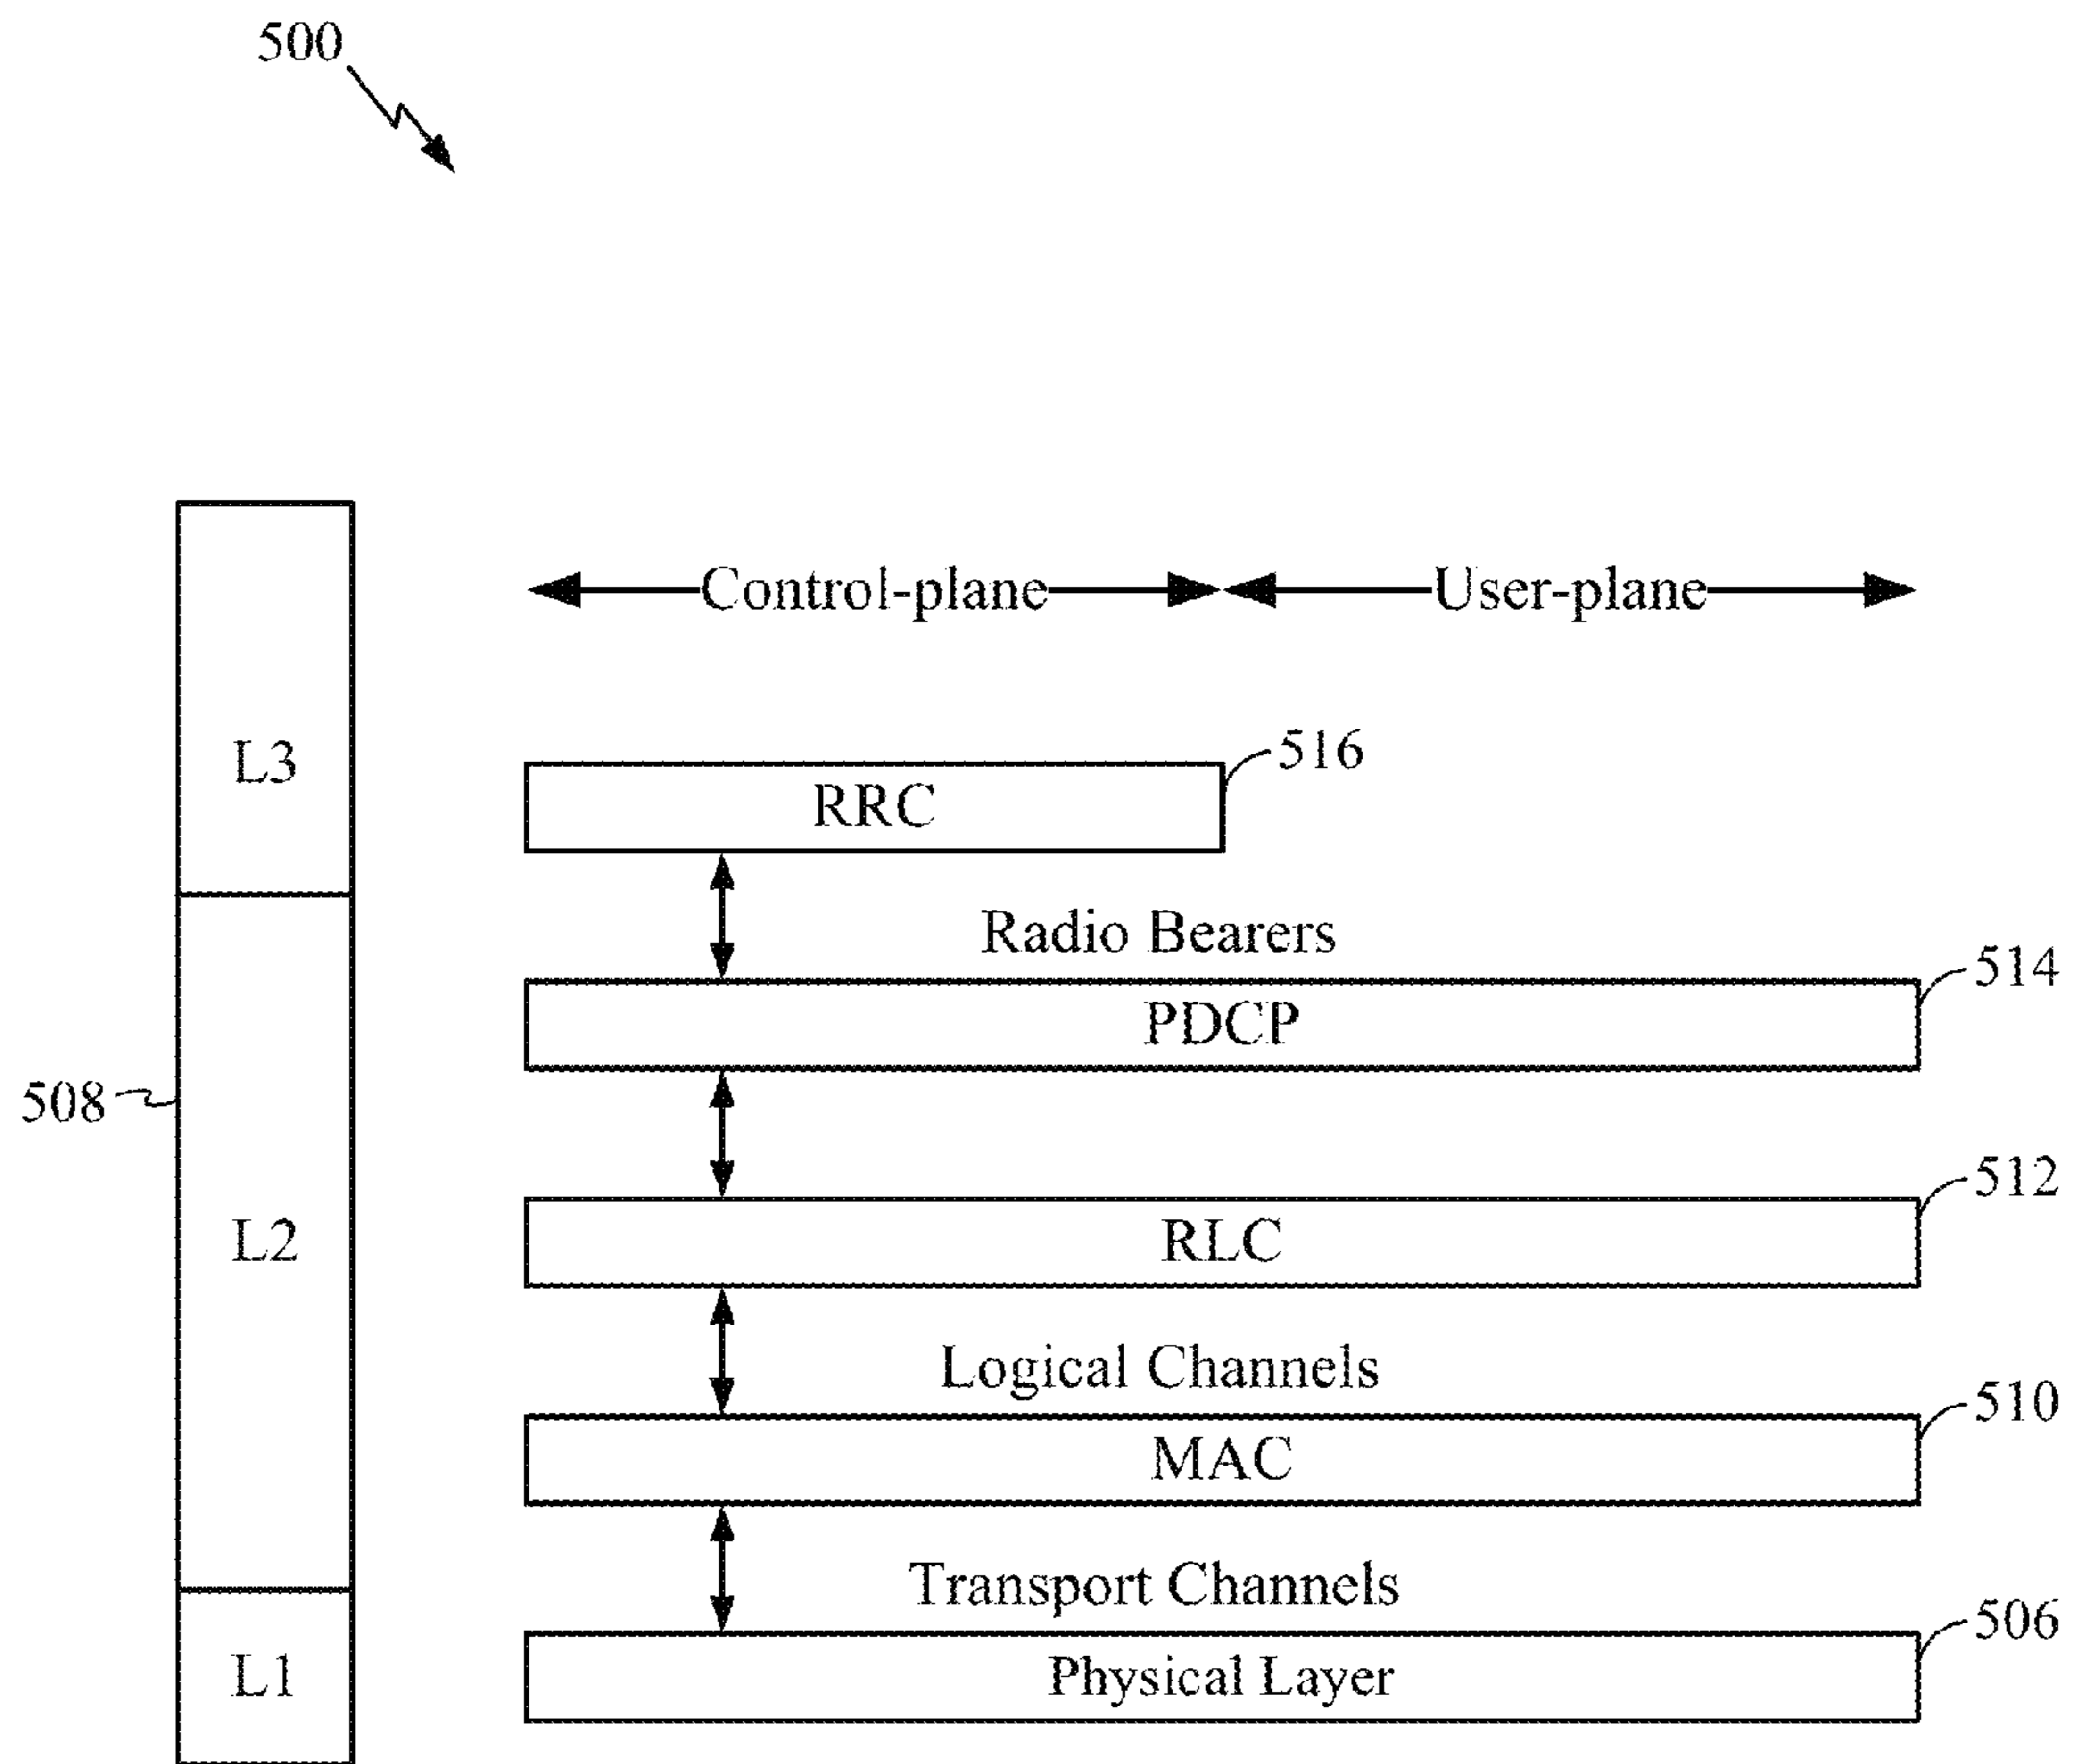 500
Control-plane User-plane
L3
516
RRC
Radio Bearers
514
PDCP
508
512
L2
RLC
Logical Channels
510
MAC
Transport Channels
506
L1
Physical Layer